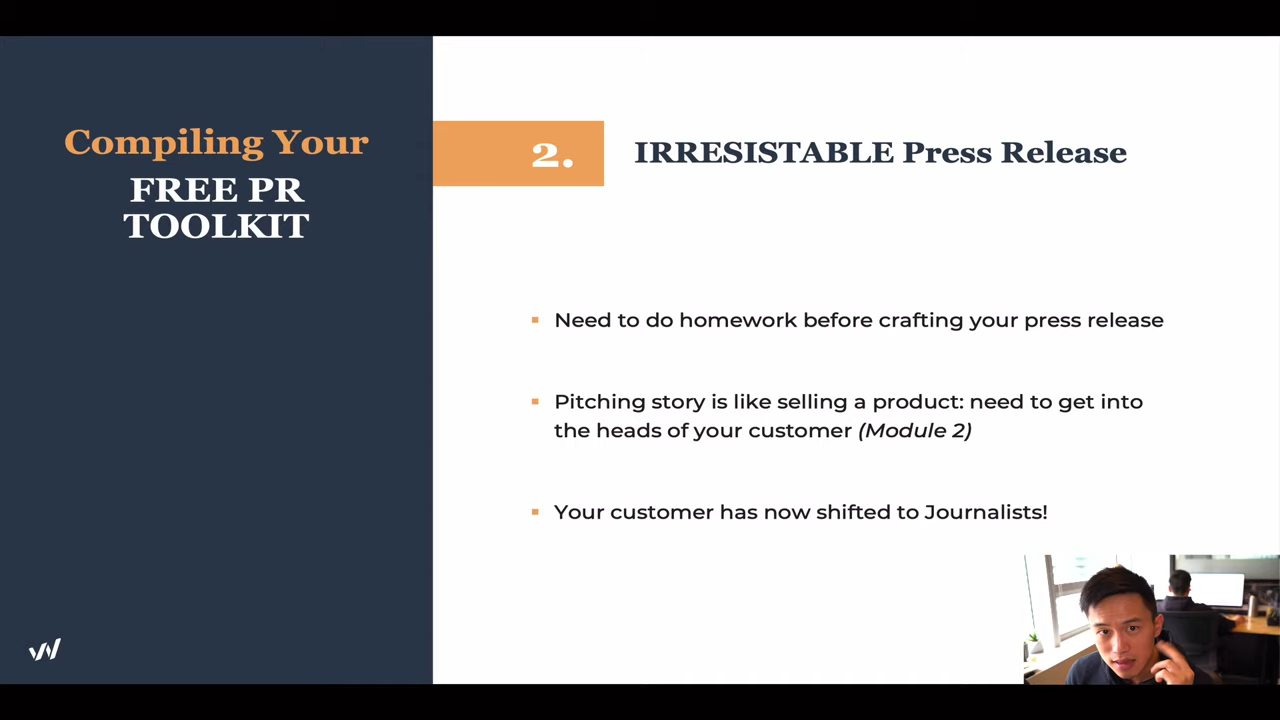 Compiling Your
FREE PR
TOOLKIT
2.
IRRESISTABLE Press Release
▪ Need to do homework before crafting your press release
▪ Pitching story is like selling a product: need to get into
the heads of your customer (Module 2)
▪ Your customer has now shifted to Journalists!